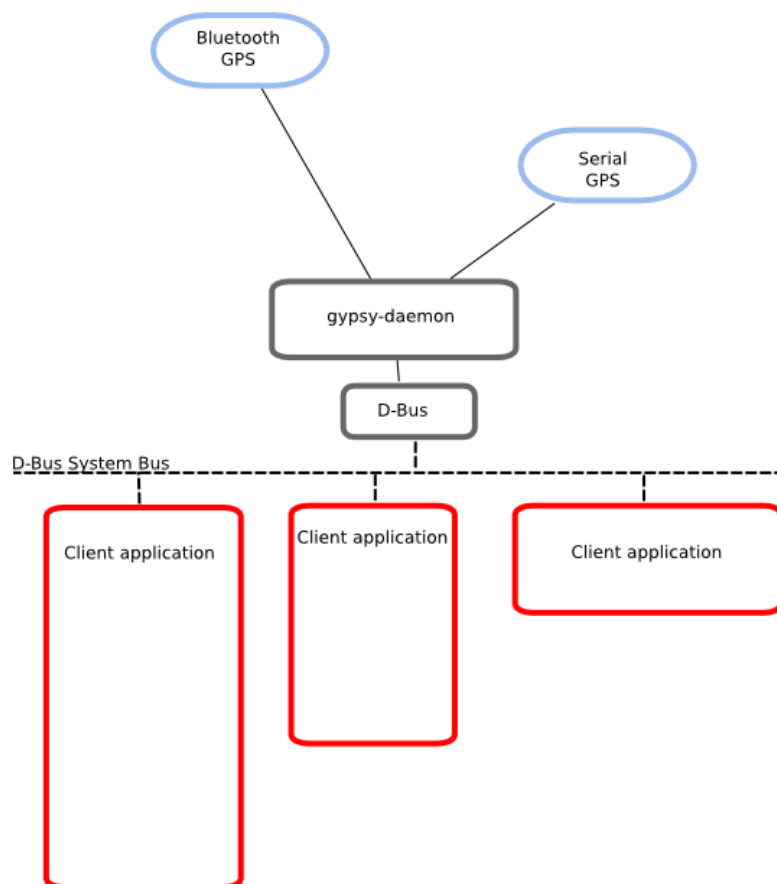 Bluetooth
GPS
Serial
GPS
gypsy-daemon
D-Bus
D-Bus System Bus
Client application
Client application
Client application